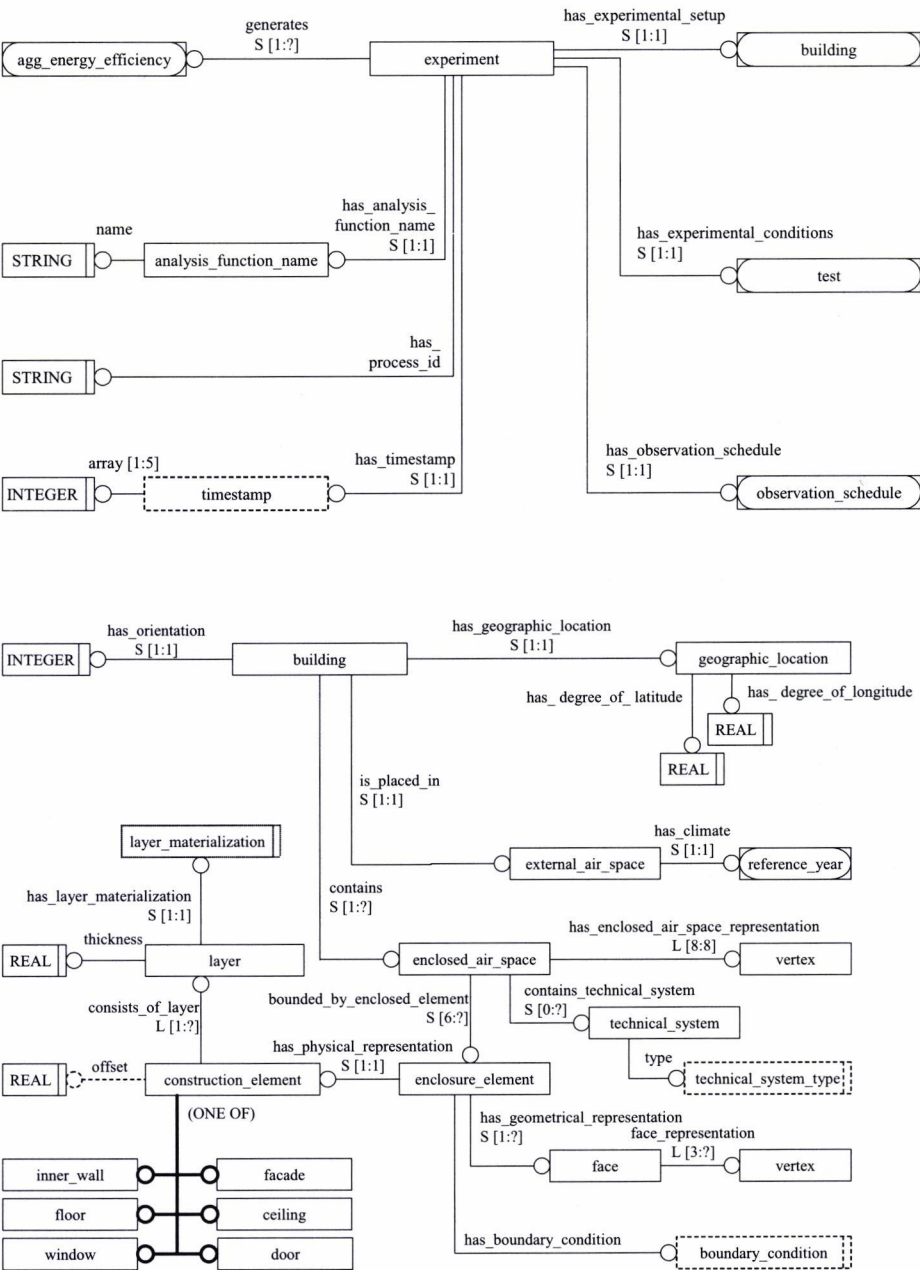 generates
S [1:?]
has_experimental_setup
S [1:1]
agg_energy_efficiency
experiment
building
has_analysis_
function_name
S [1:1]
name
STRING
analysis_function_name
has_experimental_conditions
S [1:1]
test
has_
process_id
STRING
array [1:5]
has_timestamp
S [1:1]
INTEGER
timestamp
has_observation_schedule
S [1:1]
observation_schedule
has_orientation
S [1:1]
INTEGER
building
has_geographic_location
S [1:1]
geographic_location
has_ degree_of_ latitude
has_ degree_of_longitude
REAL
REAL
is_placed_in
S [1:1]
layer_materialization
external_air_space
has_climate
S [1:1]
reference_year
has_layer_materialization
S [1:1]
contains
S [1:?]
thickness
REAL
layer
enclosed_air_space
has_enclosed_air_space_representation
L [8:8]
vertex
consists_of_layer
L [1:?]
bounded_by_enclosed_element
S [6:?]
contains_technical_system
S [0:?]
technical_system
has_physical_representation
S [1:1]
type
offset
REAL
construction_element
enclosure_element
technical_system_type
(ONE OF)
has_geometrical_representation
S [1:?]
face_representation
L [3:?]
inner_wall
facade
face
vertex
floor
ceiling
window
door
has_boundary_condition
boundary_condition